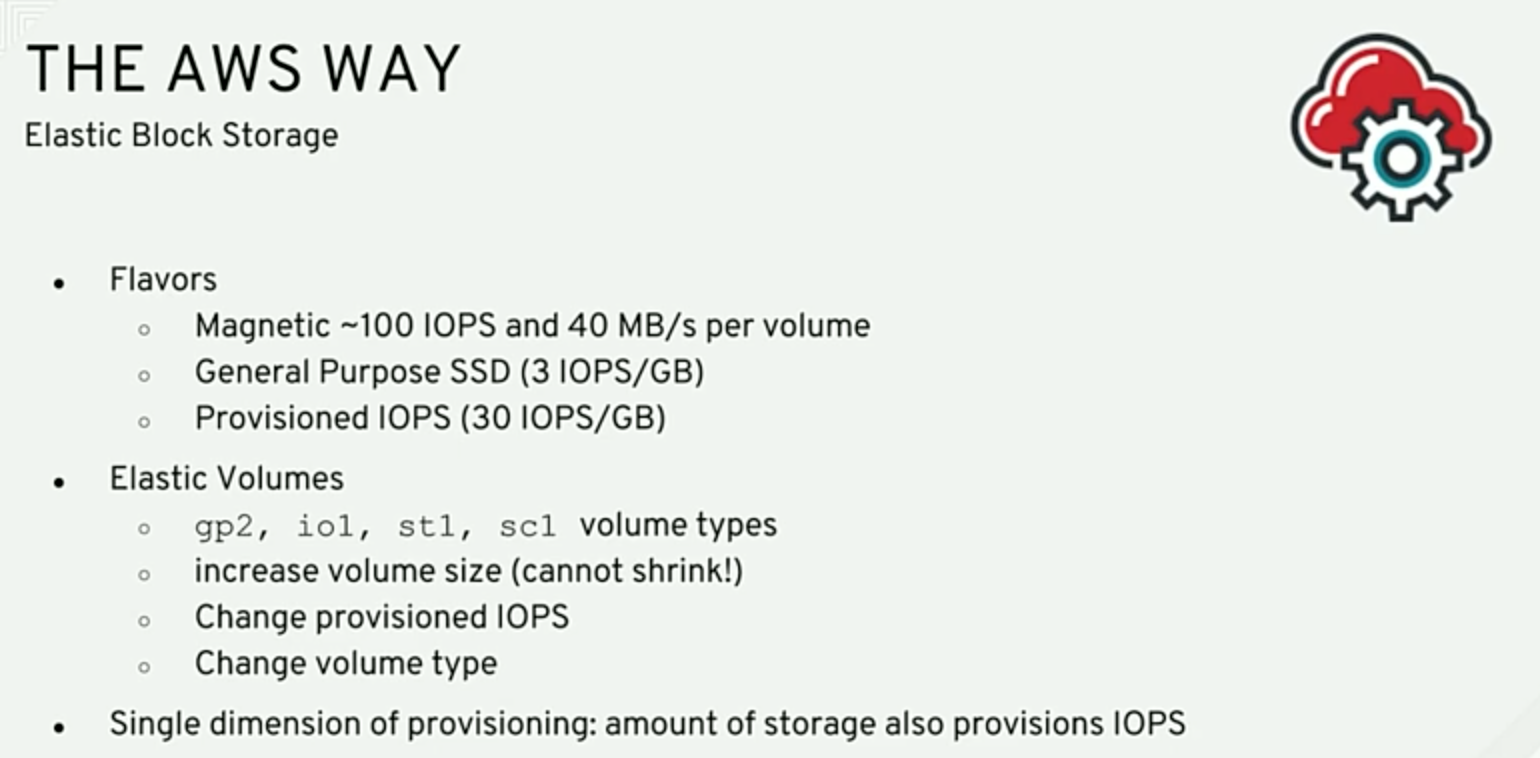 THE AWS WAY
Elastic Block Storage
• Flavors
○ Magnetic ~100 IOPS and 40 MB/s per volume
○ General Purpose SSD (3 IOPS/GB)
○ Provisioned IOPS (30 IOPS/GB)
• Elastic Volumes
○ gp2, io1, st1, sc1 volume types
○ increase volume size (cannot shrink!)
○ Change provisioned IOPS
○ Change volume type
• Single dimension of provisioning: amount of storage also provisions IOPS